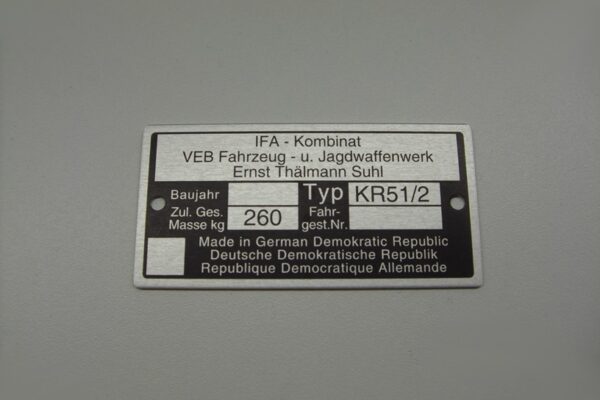 IFA - Kombinat
VEB Fahrzeug - u. Jagdwaffenwerk
Ernst Thälmann Suhl
Baujahr Typ KR51/2
Zul. Ges. Masse kg 260 Fahr- gest.Nr.
Made in German Demokratic Republic
Deutsche Demokratische Republik
Republique Democratique Allemande